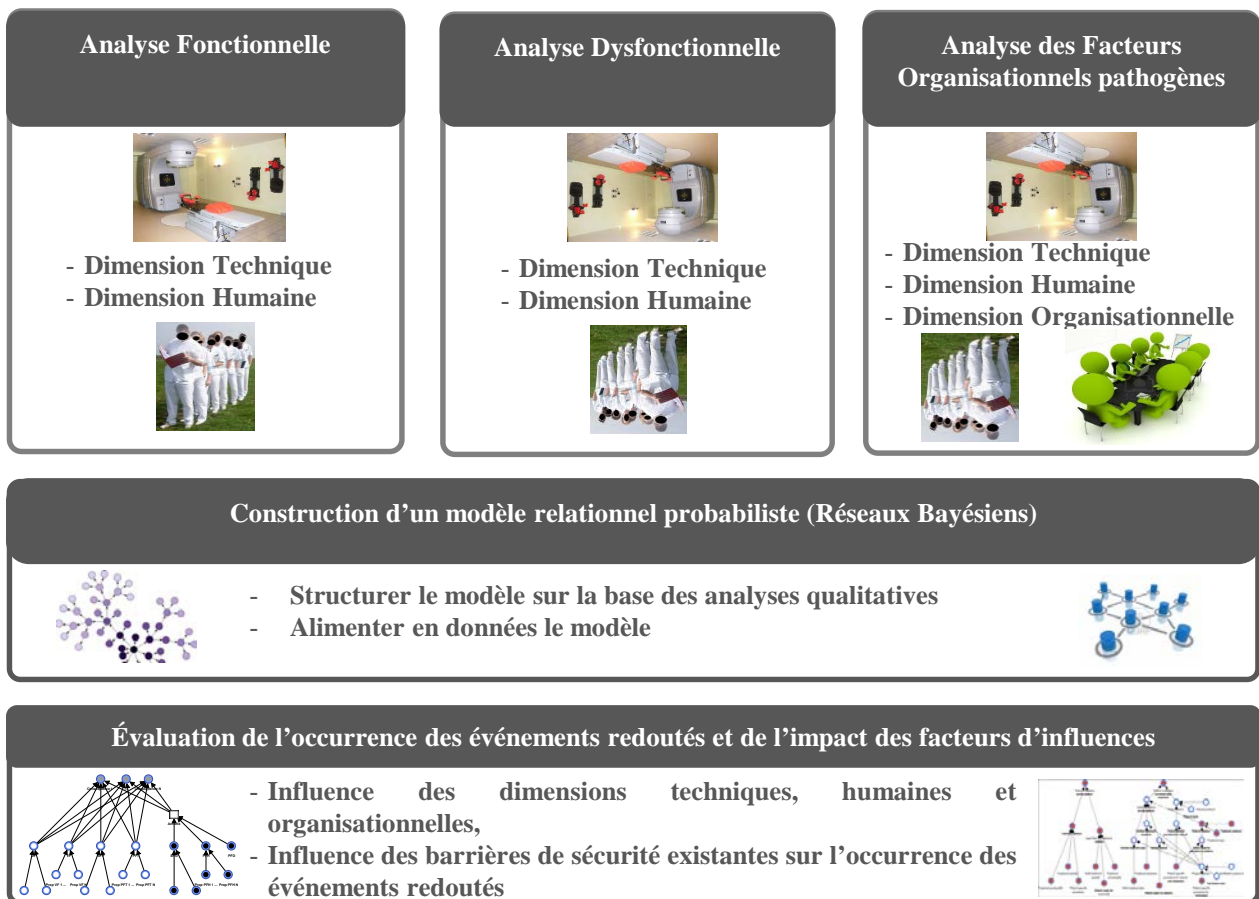 Analyse Fonctionnelle
- Dimension Technique
- Dimension Humaine
Analyse Dysfonctionnelle
- Dimension Technique
- Dimension Humaine
Analyse des Facteurs
Organisationnels pathogènes
- Dimension Technique
- Dimension Humaine
- Dimension Organisationnelle
Construction d’un modèle relationnel probabiliste (Réseaux Bayésiens)
- Structurer le modèle sur la base des analyses qualitatives
- Alimenter en données le modèle
Évaluation de l’occurrence des événements redoutés et de l’impact des facteurs d’influences
- Influence des dimensions techniques, humaines et
organisationnelles,
- Influence des barrières de sécurité existantes sur l’occurrence des
événements redoutés